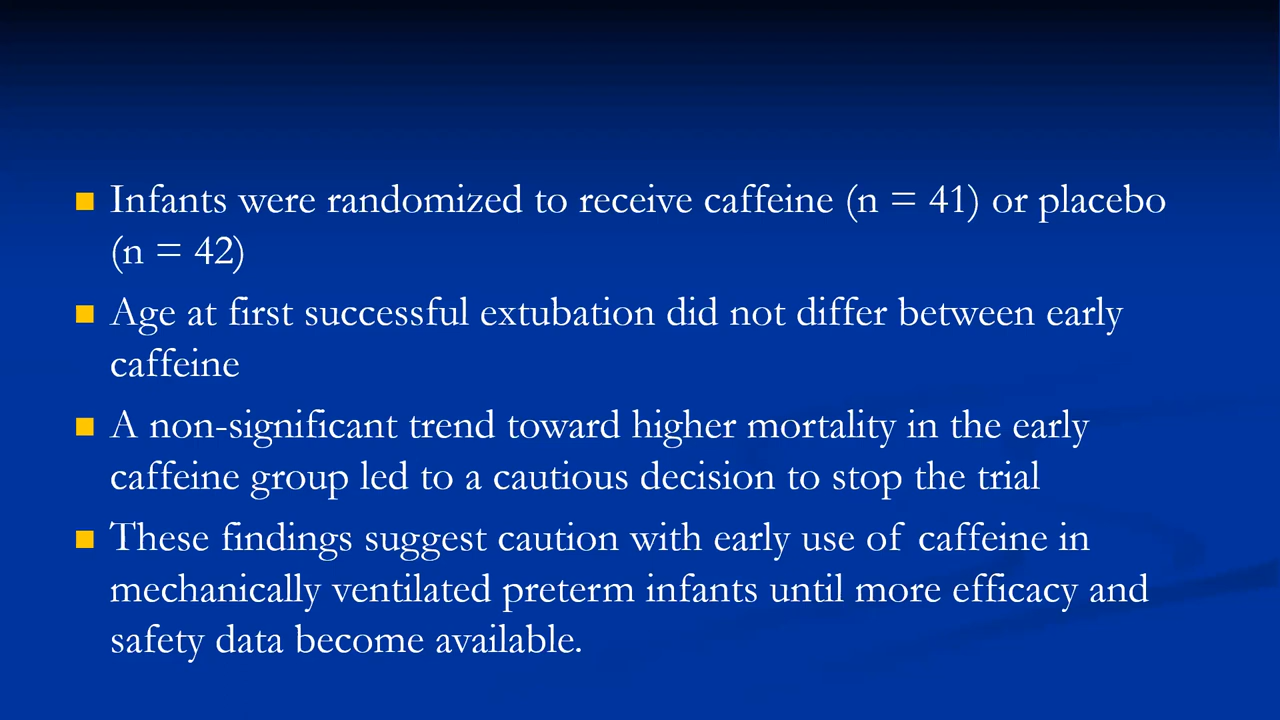 Infants were randomized to receive caffeine (n = 41) or placebo
(n = 42)
Age at first successful extubation did not differ between early
caffeine
A non-significant trend toward higher mortality in the early
caffeine group led to a cautious decision to stop the trial
These findings suggest caution with early use of caffeine in
mechanically ventilated preterm infants until more efficacy and
safety data become available.